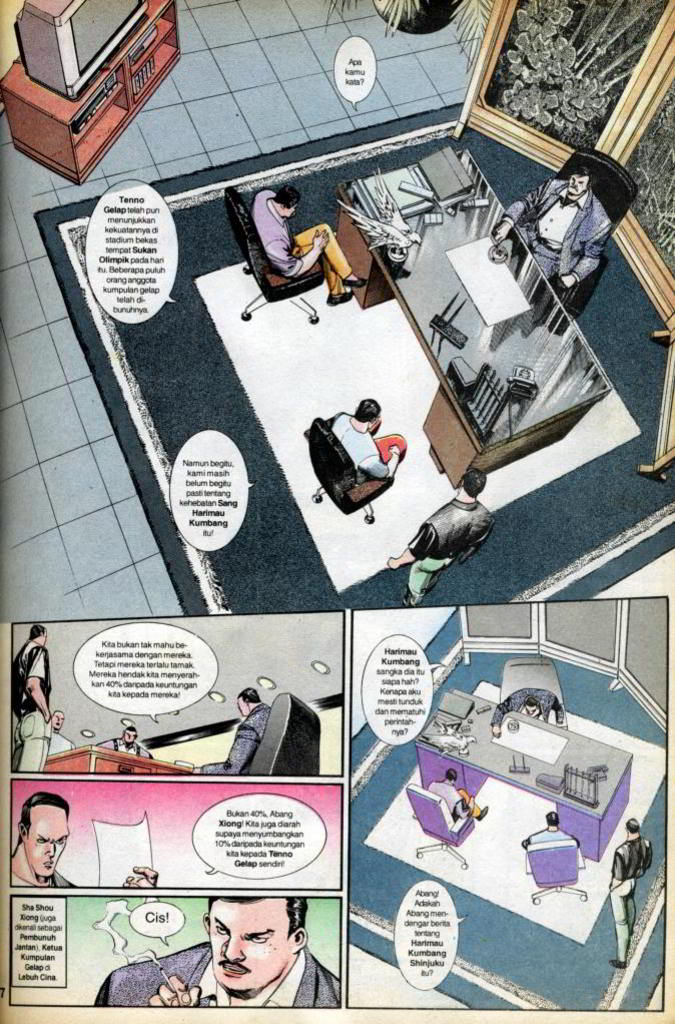 Apa
kamu
kata?
Tenno
Gelap telah pun
menunjukkan
kekuatannya di
stadium bekas
tempat Sukan
Olimpik pada hari
itu. Beberapa puluh
orang anggota
kumpulan gelap
telah di-
bunuhnya.
Namun begitu,
kami masih
belum begitu
pasti tentang
kehebatan Sang
Harimau
Kumbang
itu!
Kita bukan tak mahu be-
kerjasama dengan mereka.
Tetapi mereka terlalu tamak.
Mereka hendak kita menyerah-
kan 40% daripada keuntungan
kita kepada mereka!
Bukan 40%, Abang
Xiong! Kita juga diarah
supaya menyumbangkan
10% daripada keuntungan
kita kepada Tenno
Gelap sendiri!
Sha Shou
Xiong (juga
dikenali sebagai
Pembunuh
Jantan), Ketua
Kumpulan
Gelap di
Lebuh Cina.
Cis!
Harimau
Kumbang
sangka dia itu
siapa hah?
Kenapa aku
mesti tunduk
dan mematuhi
perintah-
nya?
Abang!
Adakah
Abang men-
dengar berita
tentang
Harimau
Kumbang
Shinjuku
itu?
7